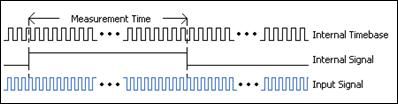 Measurement Time
Internal Timebase
Internal Signal
Input Signal